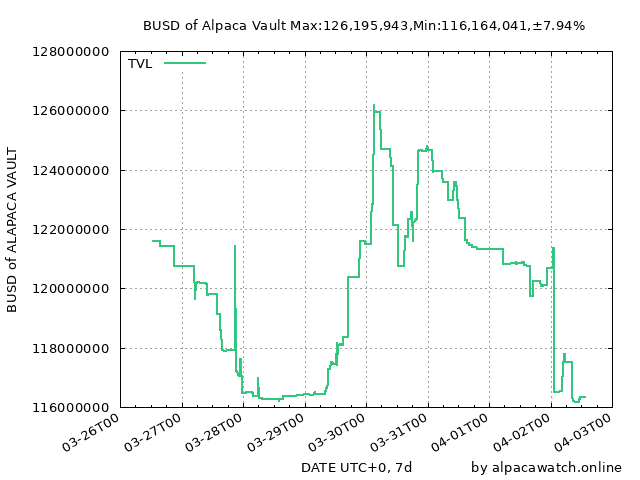 BUSD of Alpaca Vault Max:126,195,943,Min:116,164,041,±7.94%
128000000
TVL
126000000
124000000
122000000
120000000
118000000
116000000
BUSD of ALAPACA VAULT
03-26T00
03-27T00
03-28T00
03-29T00
03-30T00
03-31T00
04-01T00
04-02T00
04-03T00
DATE UTC+0, 7d
by alpacawatch.online